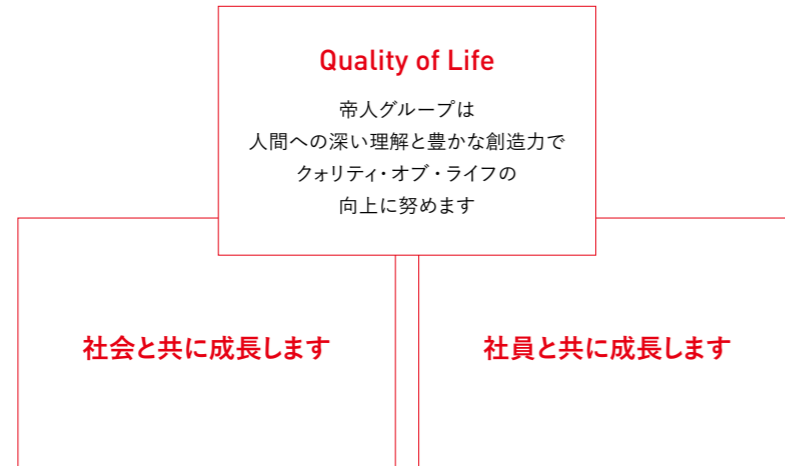 Quality of Life
帝人グループは
人間への深い理解と豊かな創造力で
クォリティ・オブ・ライフの
向上に努めます
社会と共に成長します
社員と共に成長します